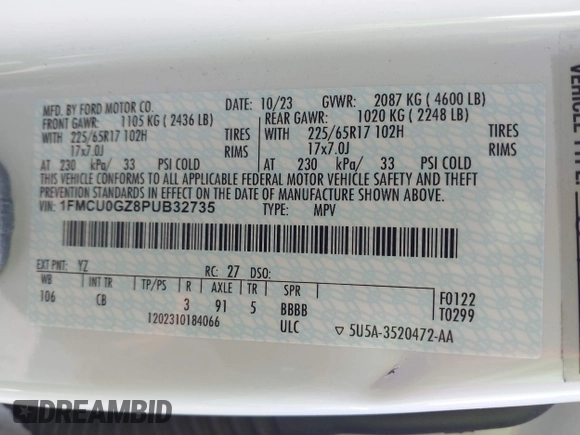 MFD. BY FORD MOTOR CO.
DATE: 10/23 GVWR: 2087 KG ( 4600 LB)
FRONT GAWR: 1105 KG ( 2436 LB)
REAR GAWR: 1020 KG ( 2248 LB)
WITH 225/65R17 102H TIRES
225/65R17 102H TIRES
17x7.0J RIMS
17x7.0J RIMS
AT 230 kPa/ 33 PSI COLD
AT 230 kPa/ 33 PSI COLD
THIS VEHICLE CONFORMS TO ALL APPLICABLE FEDERAL MOTOR VEHICLE SAFETY AND THEFT
PREVENTION STANDARDS IN EFFECT ON THE DATE OF MANUFACTURE SHOWN ABOVE.
VIN: 1FMCU0GZ8PUB32735 TYPE: MPV
EXT PNT: YZ RC: 27 DSO:
WB INT TR TP/PS R AXLE TR SPR
106 CB 3 91 5 BBBB
F0122
T0299
1202310184066 ULC ▽ 5U5A-3520472-AA
DREAMBID